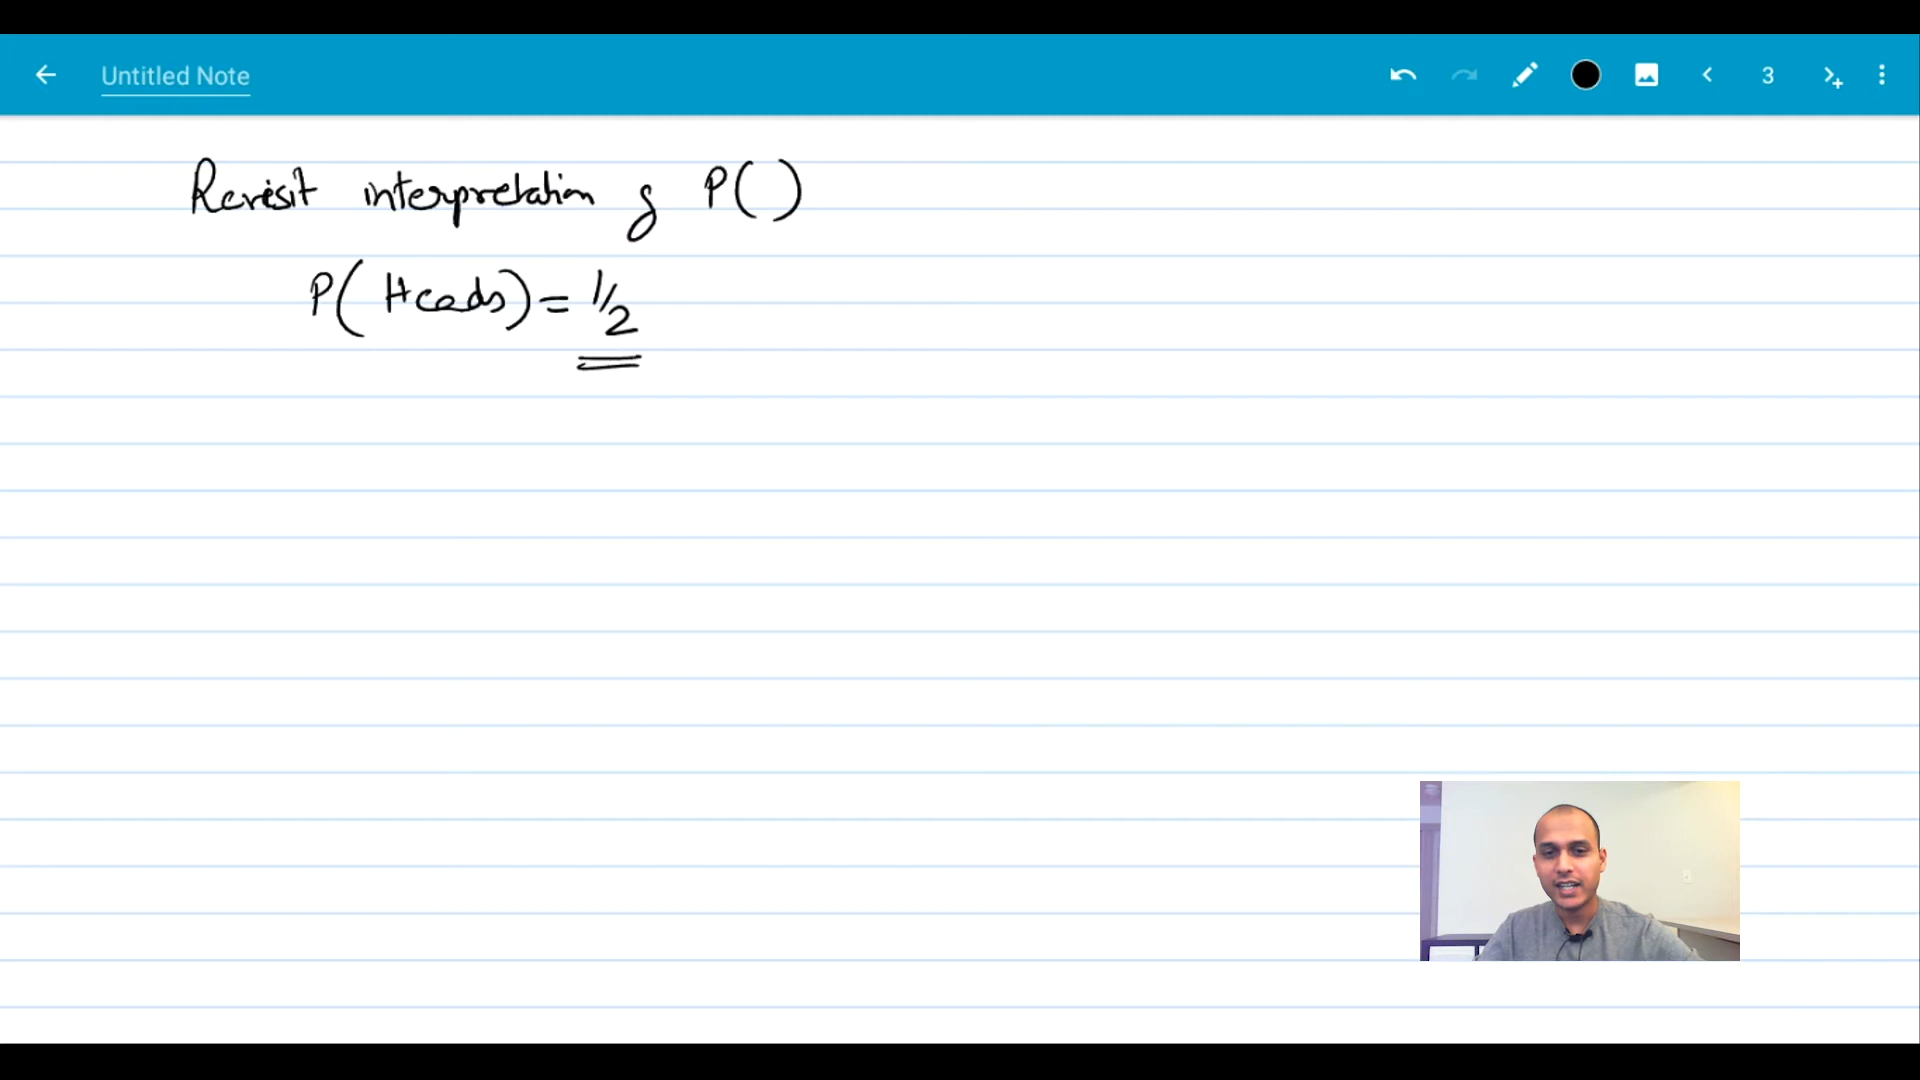 Untitled Note
3
Revisit interpretation of P( )
P(Heads) = 1/2